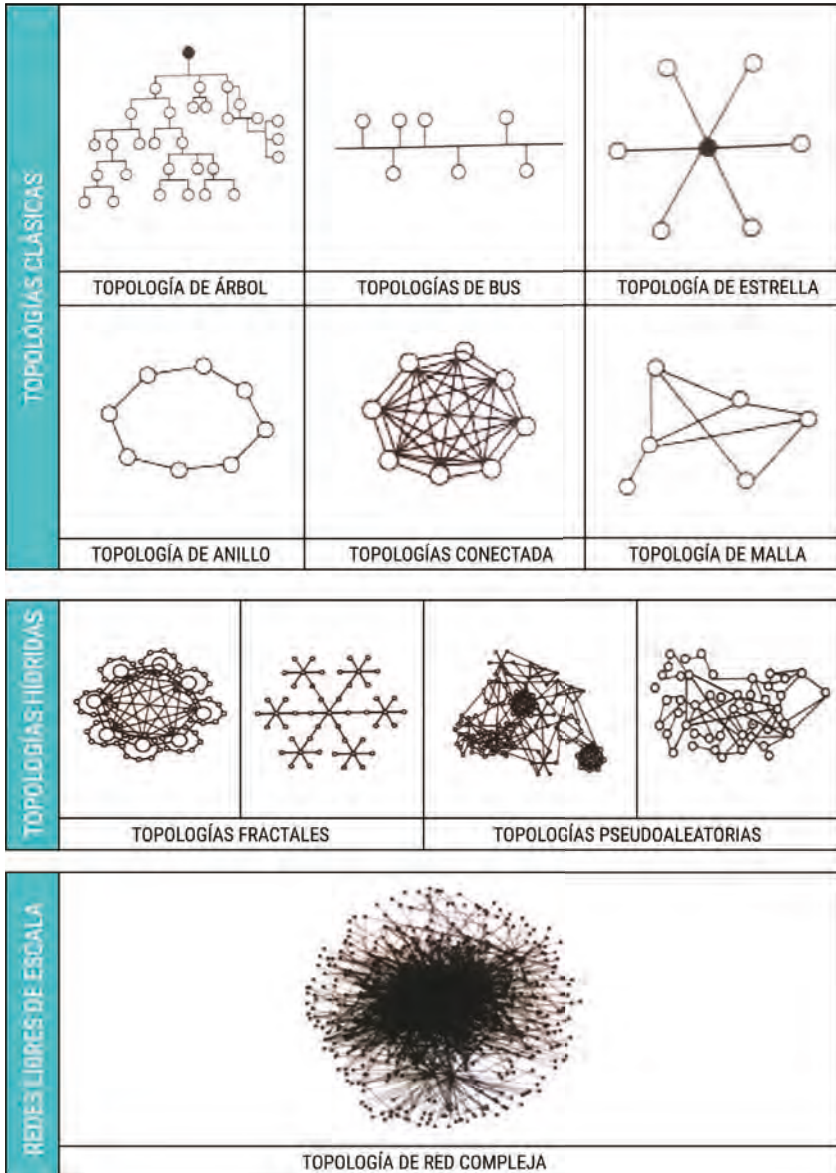 TOPOLOGÍAS CLÁSICAS
TOPOLOGÍA DE ÁRBOL
TOPOLOGÍAS DE BUS
TOPOLOGÍA DE ESTRELLA
TOPOLOGÍA DE ANILLO
TOPOLOGÍAS CONECTADA
TOPOLOGÍA DE MALLA
TOPOLOGÍAS HÍDRIDAS
TOPOLOGÍAS FRACTALES
TOPOLOGÍAS PSEUDOALEATORIAS
REDES LIBRES DE ESCALA
TOPOLOGÍA DE RED COMPLEJA